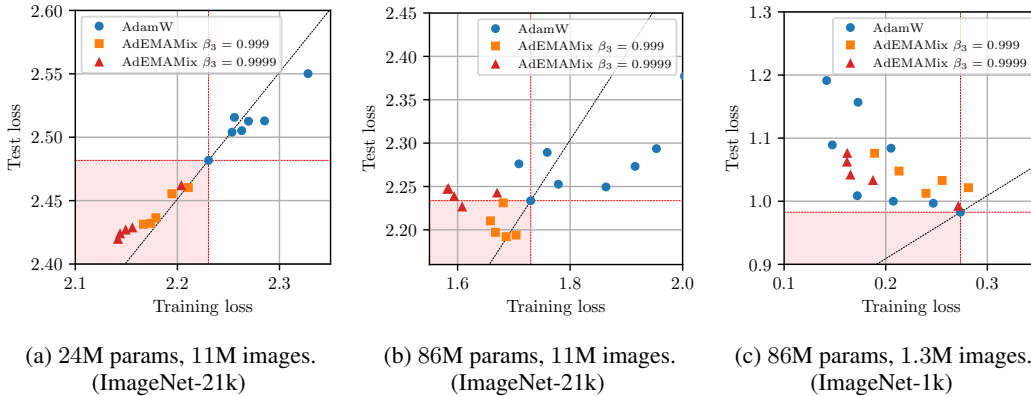 2.60
2.55
2.50
2.45
2.40
Test loss
AdamW
AdEMAMix β₃ = 0.999
AdEMAMix β₃ = 0.9999
2.1
2.2
2.3
Training loss
(a) 24M params, 11M images.
(ImageNet-21k)
2.45
2.40
2.35
2.30
2.25
2.20
Test loss
AdamW
AdEMAMix β₃ = 0.999
AdEMAMix β₃ = 0.9999
1.6
1.8
2.0
Training loss
(b) 86M params, 11M images.
(ImageNet-21k)
1.3
1.2
1.1
1.0
0.9
Test loss
AdamW
AdEMAMix β₃ = 0.999
AdEMAMix β₃ = 0.9999
0.1
0.3
Training loss
(c) 86M params, 1.3M images.
(ImageNet-1k)